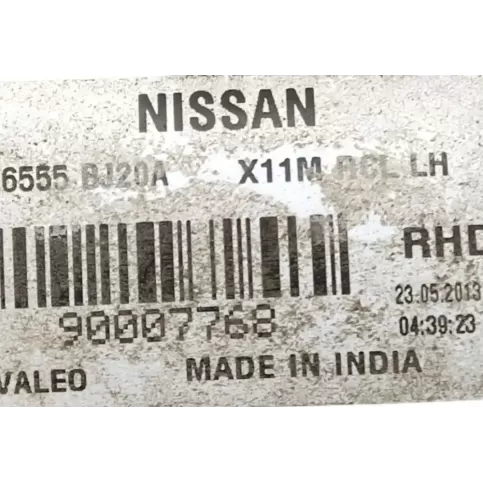 NISSAN
6555 BJ20A X11M RCL LH
RHD
23.05.2013
90007768 04:39:23
VALEO MADE IN INDIA